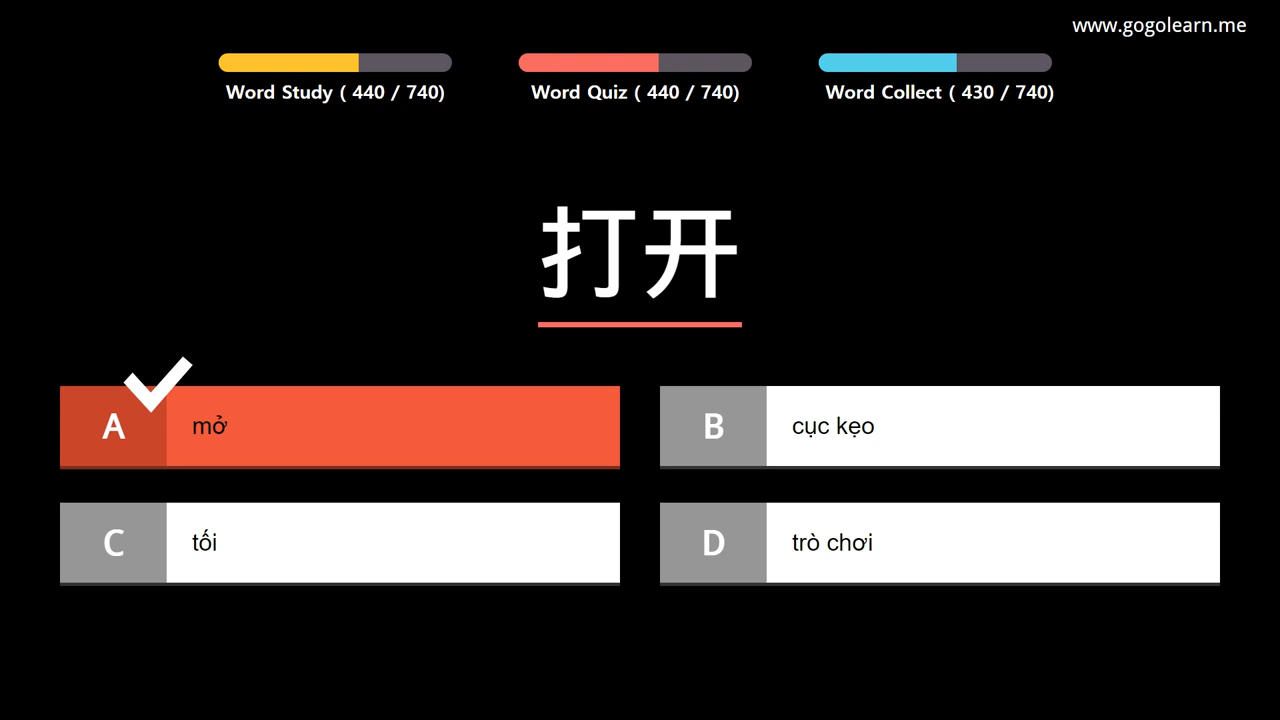 www.gogolearn.me
Word Study ( 440 / 740)
Word Quiz ( 440 / 740)
Word Collect ( 430 / 740)
打开
A mở
B cục kẹo
C tối
D trò chơi